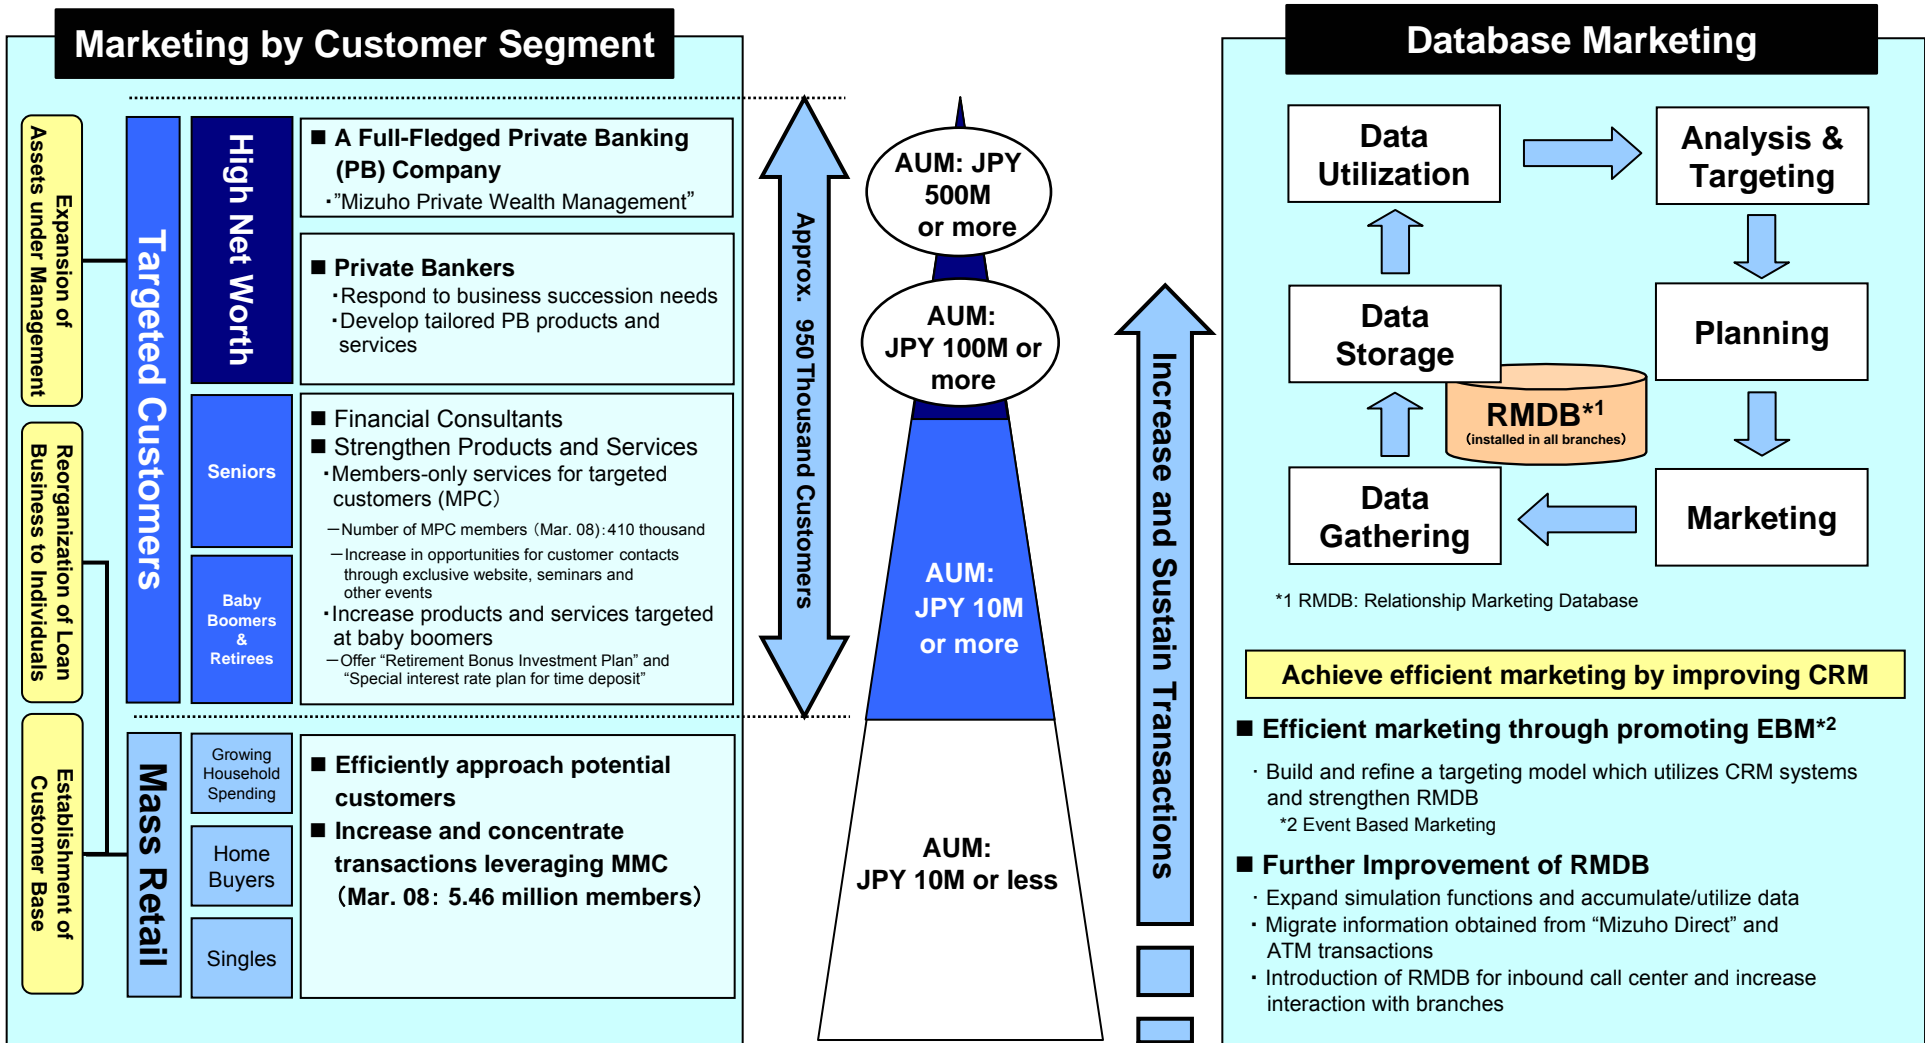 Marketing by Customer Segment
Expansion of
Assets under Management
Reorganization of Loan
Business to Individuals
Establishment of
Customer Base
Targeted Customers
Mass Retail
High Net Worth
Seniors
Baby
Boomers
&
Retirees
Growing
Household
Spending
Home
Buyers
Singles
■ A Full-Fledged Private Banking
(PB) Company
・”Mizuho Private Wealth Management”
■ Private Bankers
・Respond to business succession needs
・Develop tailored PB products and
services
■ Financial Consultants
■ Strengthen Products and Services
・Members-only services for targeted
customers (MPC）
－Number of MPC members （Mar. 08）：410 thousand
－Increase in opportunities for customer contacts
through exclusive website, seminars and
other events
・Increase products and services targeted
at baby boomers
－Offer “Retirement Bonus Investment Plan” and
“Special interest rate plan for time deposit”
■ Efficiently approach potential
customers
■ Increase and concentrate
transactions leveraging MMC
（Mar. 08： 5.46 million members）
Approx. 950 Thousand Customers
AUM: JPY
500M
or more
AUM:
JPY 100M or
more
AUM:
JPY 10M
or more
AUM:
JPY 10M or less
Increase and Sustain Transactions
Database Marketing
Data
Utilization
Analysis &
Targeting
Data
Storage
Planning
RMDB*1
（installed in all branches）
Data
Gathering
Marketing
*1 RMDB: Relationship Marketing Database
Achieve efficient marketing by improving CRM
■ Efficient marketing through promoting EBM*2
・ Build and refine a targeting model which utilizes CRM systems
and strengthen RMDB
*2 Event Based Marketing
■ Further Improvement of RMDB
・ Expand simulation functions and accumulate/utilize data
・ Migrate information obtained from “Mizuho Direct” and
ATM transactions
・ Introduction of RMDB for inbound call center and increase
interaction with branches